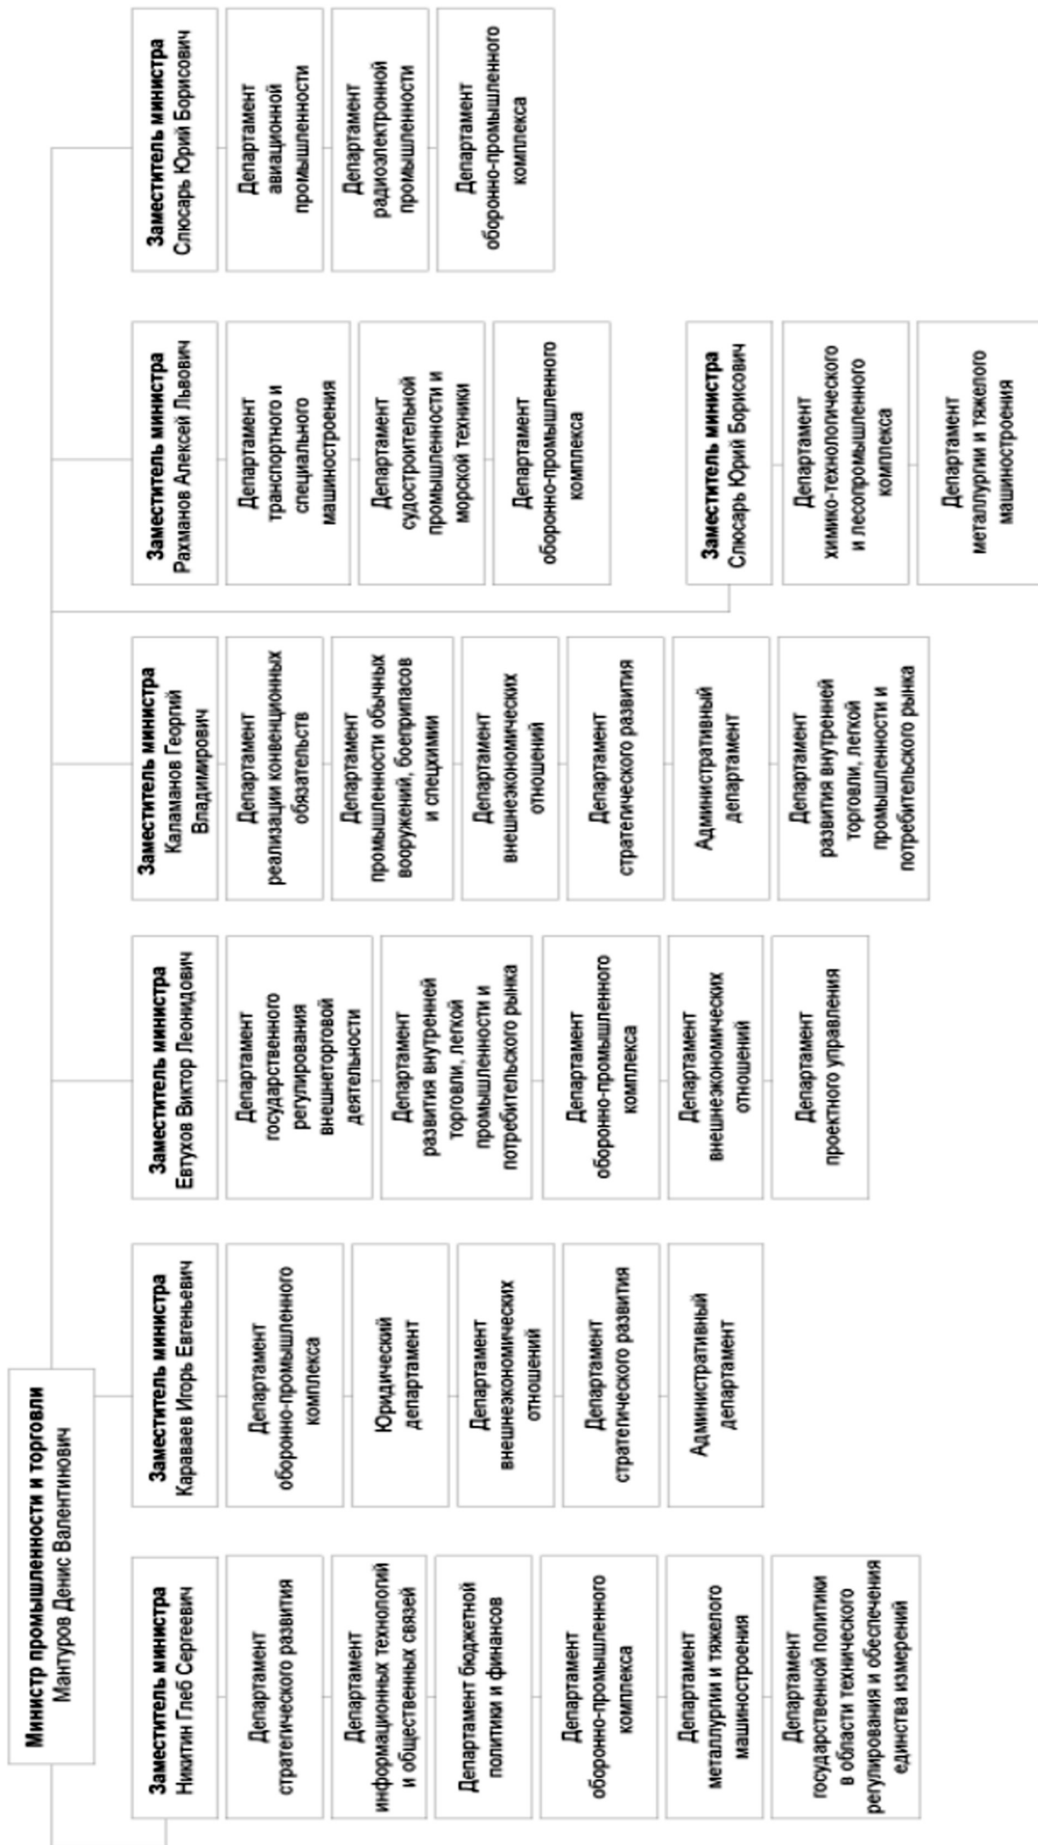 Министр промышленности и торговли
Мантуров Денис Валентинович
Заместитель министра
Никитин Глеб Сергеевич
Департамент
стратегического развития
Департамент
информационных технологий
и общественных связей
Департамент бюджетной
политики и финансов
Департамент
оборонно-промышленного
комплекса
Департамент
металлургии и тяжелого
машиностроения
Департамент
государственной политики
в области технического
регулирования и обеспечения
единства измерений
Заместитель министра
Караваев Игорь Евгеньевич
Департамент
оборонно-промышленного
комплекса
Юридический
департамент
Департамент
внешнеэкономических
отношений
Департамент
стратегического развития
Административный
департамент
Заместитель министра
Евтухов Виктор Леонидович
Департамент
государственного
регулирования
внешнеторговой
деятельности
Департамент
развития внутренней
торговли, легкой
промышленности и
потребительского рынка
Департамент
оборонно-промышленного
комплекса
Департамент
внешнеэкономических
отношений
Департамент
проектного управления
Заместитель министра
Каламанов Георгий
Владимирович
Департамент
реализации конвенционных
обязательств
Департамент
промышленности обычных
вооружений, боеприпасов
и спецхимии
Департамент
внешнеэкономических
отношений
Департамент
стратегического развития
Административный
департамент
Департамент
развития внутренней
торговли, легкой
промышленности и
потребительского рынка
Заместитель министра
Рахманов Алексей Львович
Департамент
транспортного и
специального
машиностроения
Департамент
судостроительной
промышленности и
морской техники
Департамент
оборонно-промышленного
комплекса
Заместитель министра
Слюсарь Юрий Борисович
Департамент
химико-технологического
и лесопромышленного
комплекса
Департамент
металлургии и тяжелого
машиностроения
Заместитель министра
Слюсарь Юрий Борисович
Департамент
авиационной
промышленности
Департамент
радиоэлектронной
промышленности
Департамент
оборонно-промышленного
комплекса